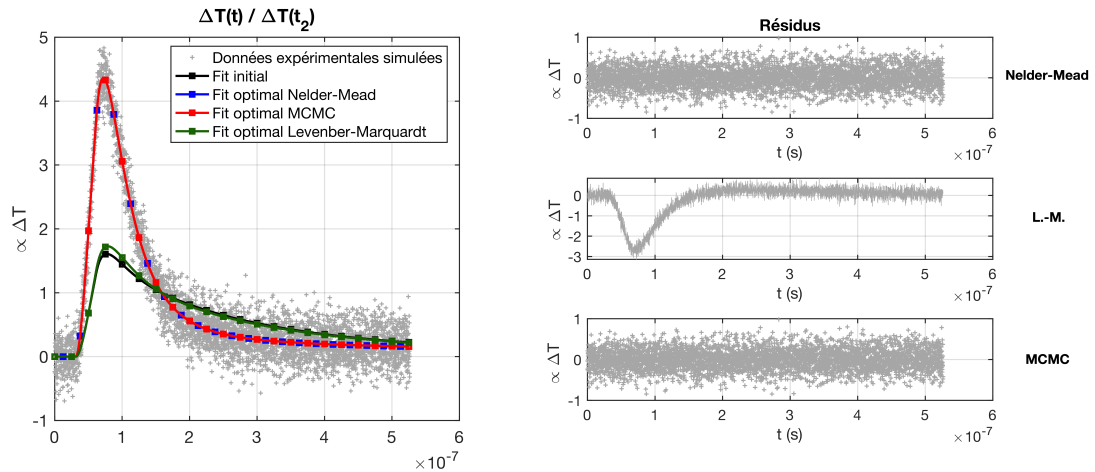 ΔT(t) / ΔT(t₂)
5
4
3
2
1
0
-1
∝ ΔT
Données expérimentales simulées
Fit initial
Fit optimal Nelder-Mead
Fit optimal MCMC
Fit optimal Levenber-Marquardt
0 1 2 3 4 5 6
×10⁻⁷
Résidus
1
0
-1
∝ ΔT
Nelder-Mead
0 1 2 3 4 5 6
t (s) ×10⁻⁷
0
-1
-2
-3
∝ ΔT
L.-M.
0 1 2 3 4 5 6
t (s) ×10⁻⁷
1
0
-1
∝ ΔT
MCMC
0 1 2 3 4 5 6
t (s) ×10⁻⁷